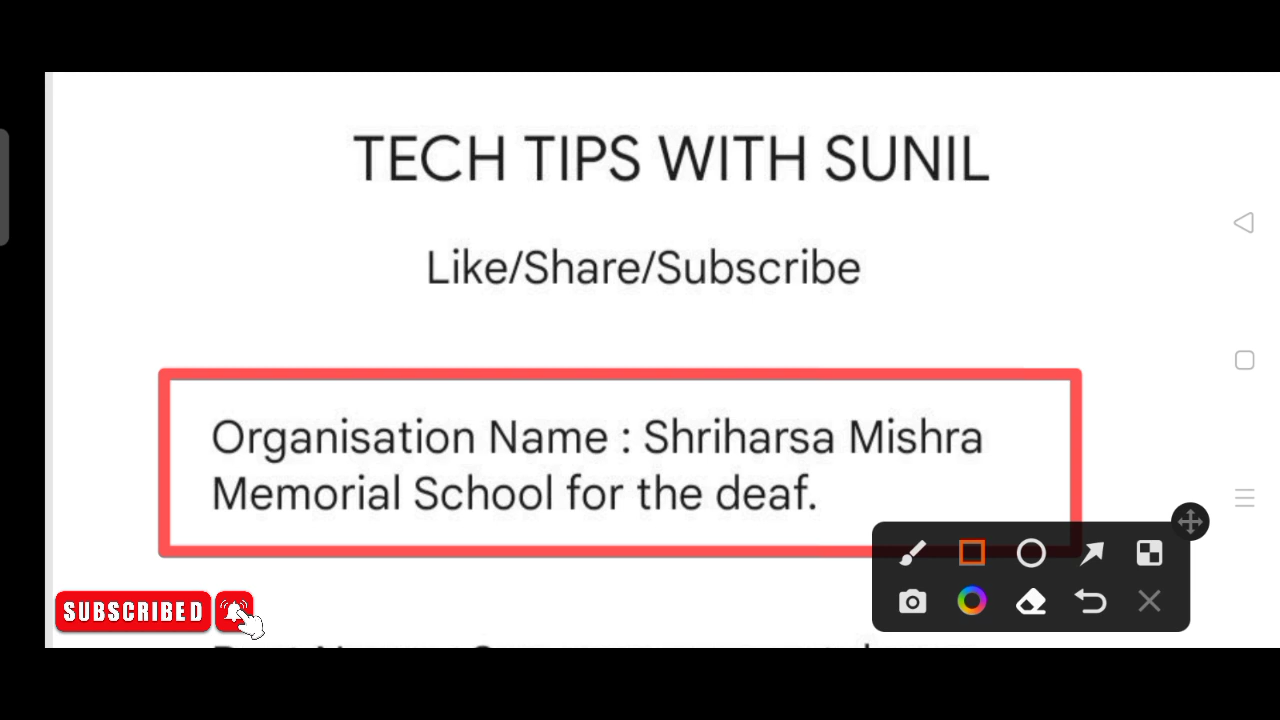 TECH TIPS WITH SUNIL
Like/Share/Subscribe
Organisation Name : Shriharsa Mishra
Memorial School for the deaf.
SUBSCRIBED